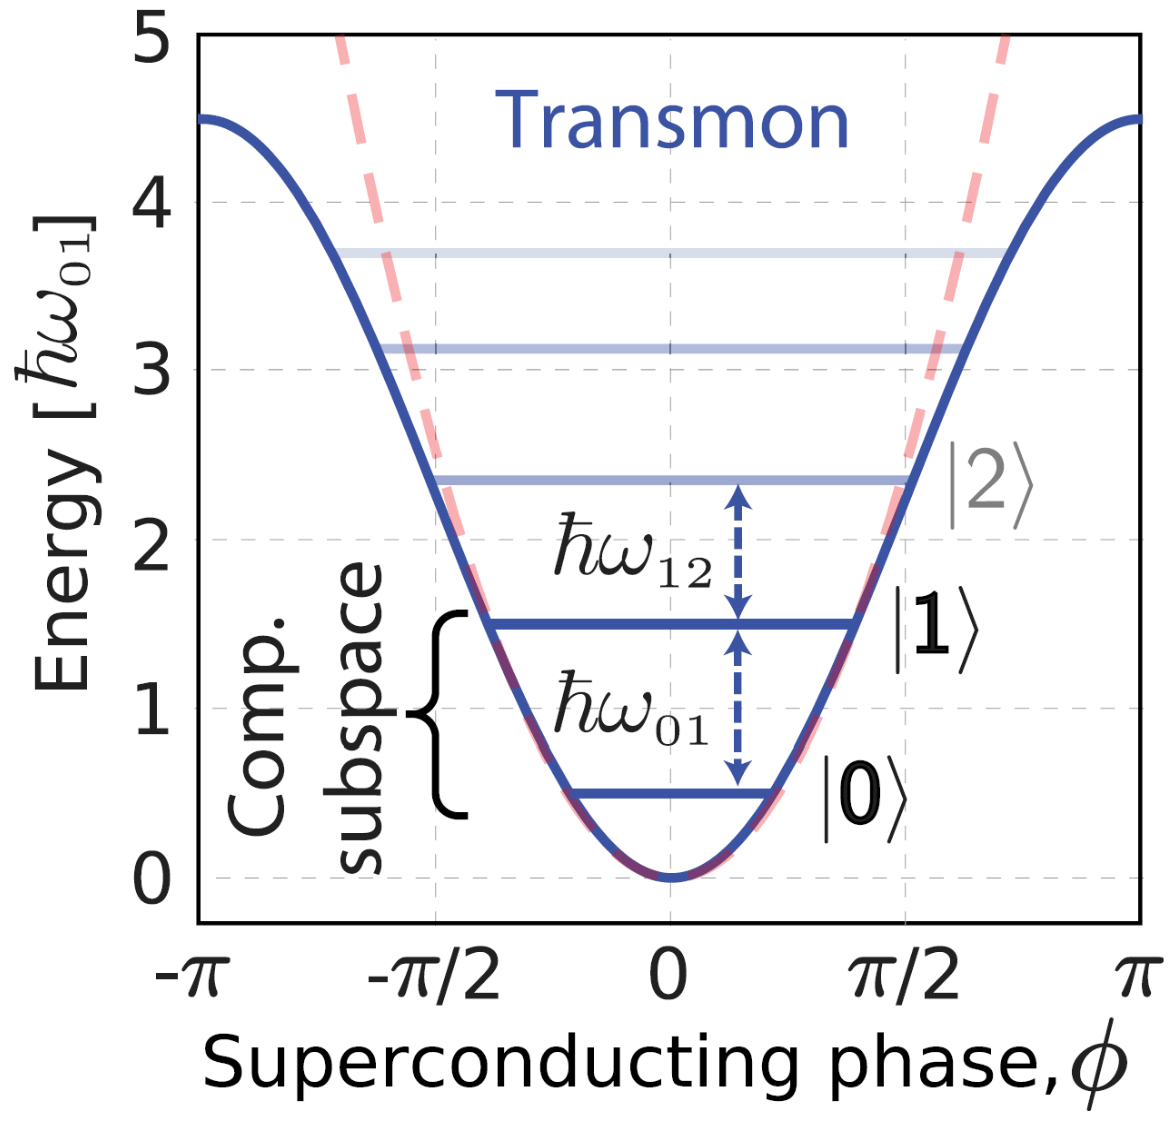 5
4
3
2
1
0
Energy [ħω₀₁]
Transmon
|2⟩
ħω₁₂
|1⟩
ħω₀₁
|0⟩
Comp.
subspace
-π
-π/2
0
π/2
π
Superconducting phase, ϕ